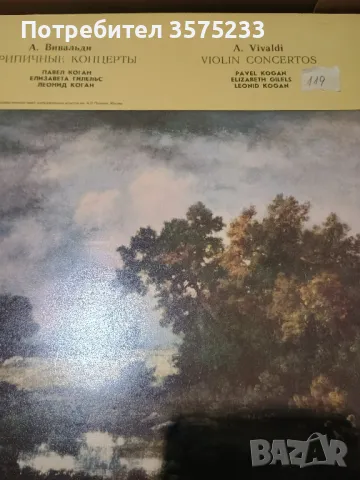 Потребител 3575233
А. Вивальди
РИПИЧНЫЕ КОНЦЕРТЫ
ПАВЕЛ КОГАН
ЕЛИЗАВЕТА ГИЛЕЛЬС
ЛЕОНИД КОГАН
A. Vivaldi
VIOLIN CONCERTOS
PAVEL KOGAN
ELIZABETH GILELS
LEONID KOGAN
119
BAZAR